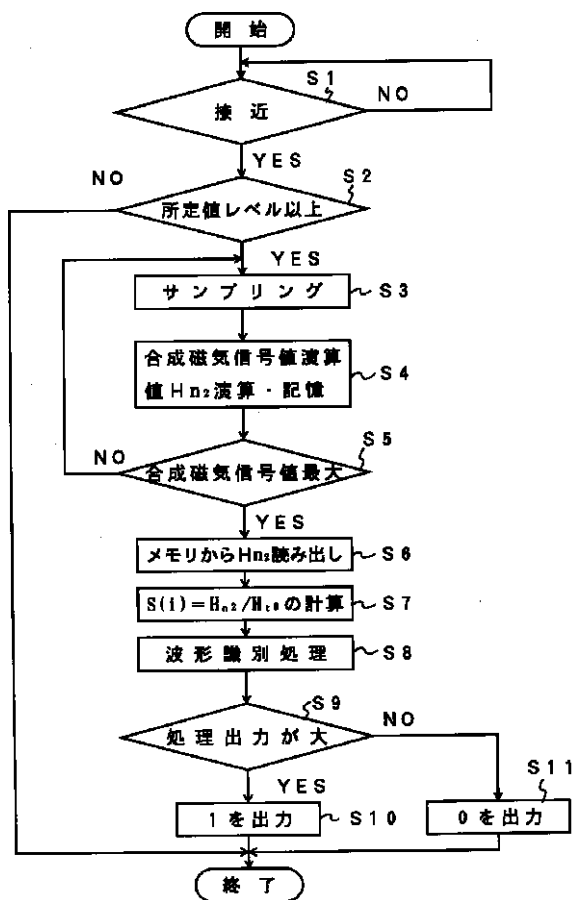 開始
S1
接近
NO
YES
NO
S2
所定値レベル以上
YES
サンプリング
S3
合成磁気信号値演算
値Hn₂演算・記憶
S4
S5
NO
合成磁気信号値最大
YES
メモリからHn₂読み出し
S6
S(i)=Hn2/Ht0の計算
S7
波形識別処理
S8
S9
NO
処理出力が大
YES
S11
1を出力
S10
0を出力
終了